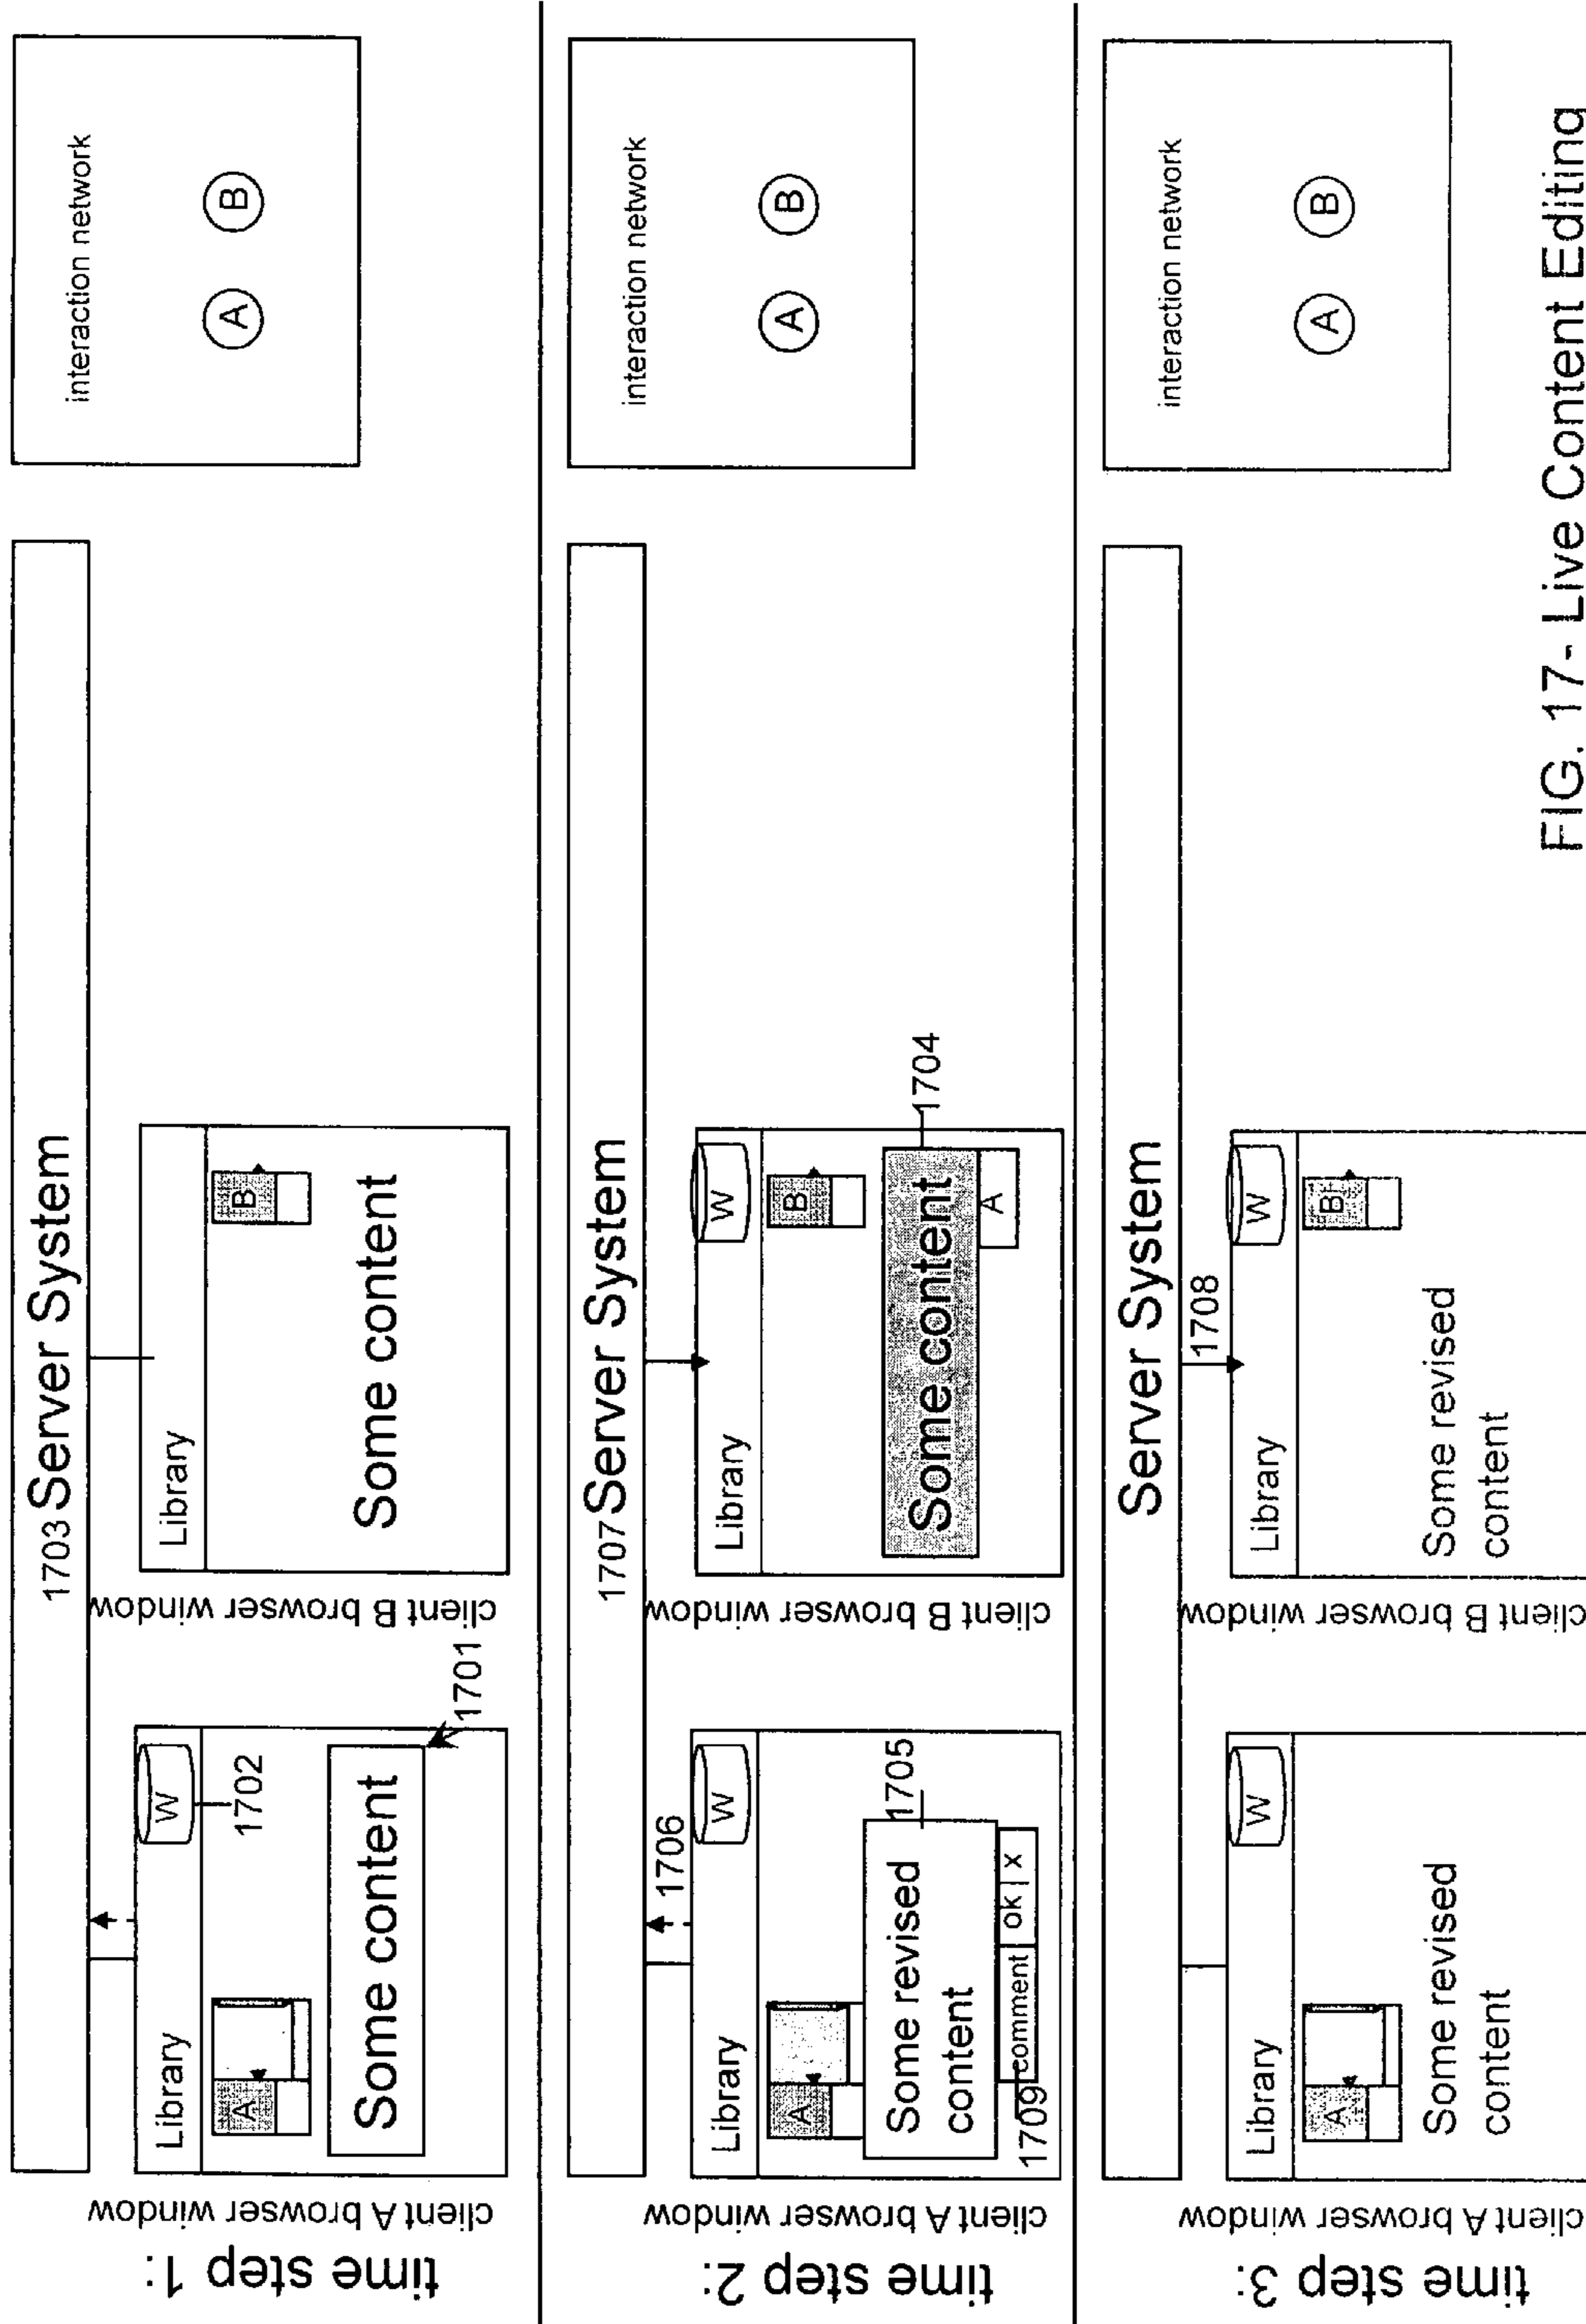 time step 1:
client A browser window
1703 Server System
Library
W
1702
A
Some content
1701
client B browser window
Library
B
Some content
interaction network
A
B
time step 2:
client A browser window
1707 Server System
1706
Library
W
A
1705
Some revised
content
1709
comment
ok | x
client B browser window
Library
W
B
Some content
1704
A
interaction network
A
B
time step 3:
client A browser window
Server System
Library
W
A
Some revised
content
client B browser window
1708
Library
W
B
Some revised
content
interaction network
A
B
FIG. 17- Live Content Editing